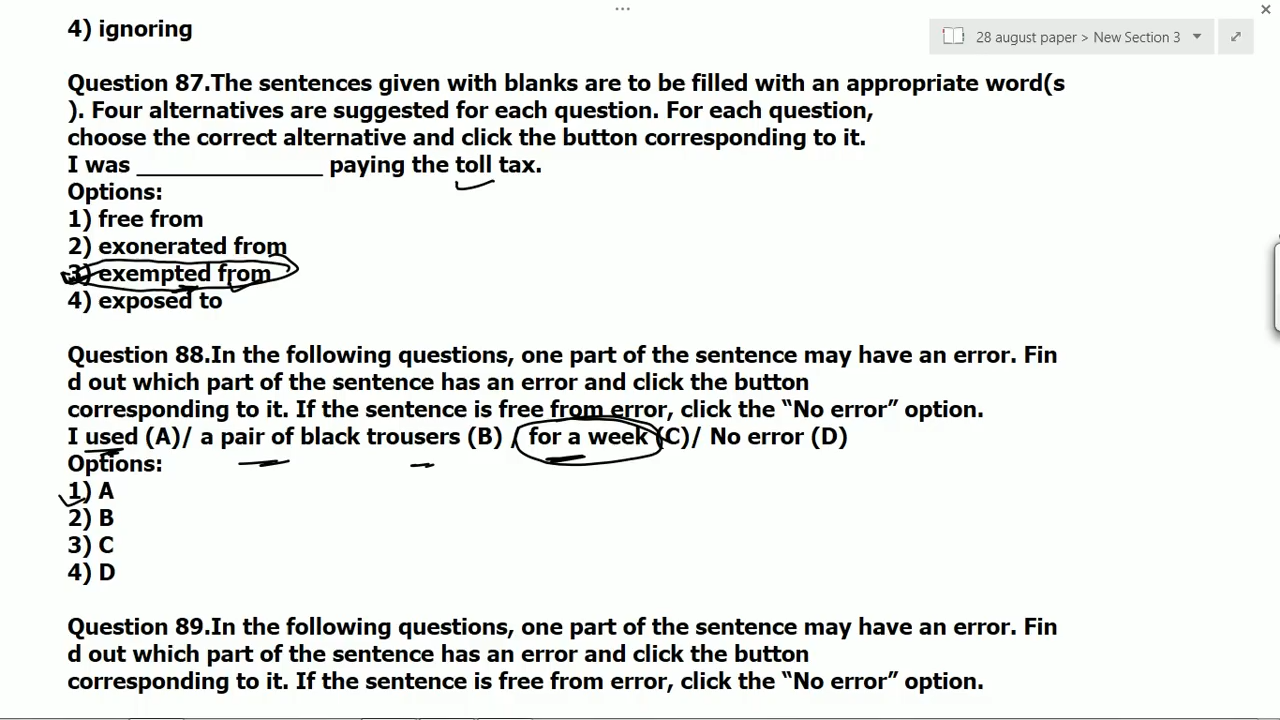 4) ignoring
28 august paper > New Section 3
Question 87.The sentences given with blanks are to be filled with an appropriate word(s
). Four alternatives are suggested for each question. For each question,
choose the correct alternative and click the button corresponding to it.
I was ________________ paying the toll tax.
Options:
1) free from
2) exonerated from
3) exempted from
4) exposed to
Question 88.In the following questions, one part of the sentence may have an error. Fin
d out which part of the sentence has an error and click the button
corresponding to it. If the sentence is free from error, click the “No error” option.
I used (A)/ a pair of black trousers (B) / for a week (C)/ No error (D)
Options:
1) A
2) B
3) C
4) D
Question 89.In the following questions, one part of the sentence may have an error. Fin
d out which part of the sentence has an error and click the button
corresponding to it. If the sentence is free from error, click the “No error” option.